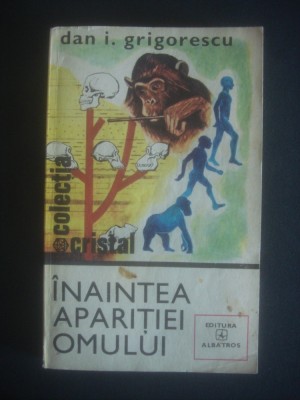 dan i. grigorescu
colecția
cristal
ÎNAINTEA
APARIȚIEI
OMULUI
EDITURA
ALBATROS